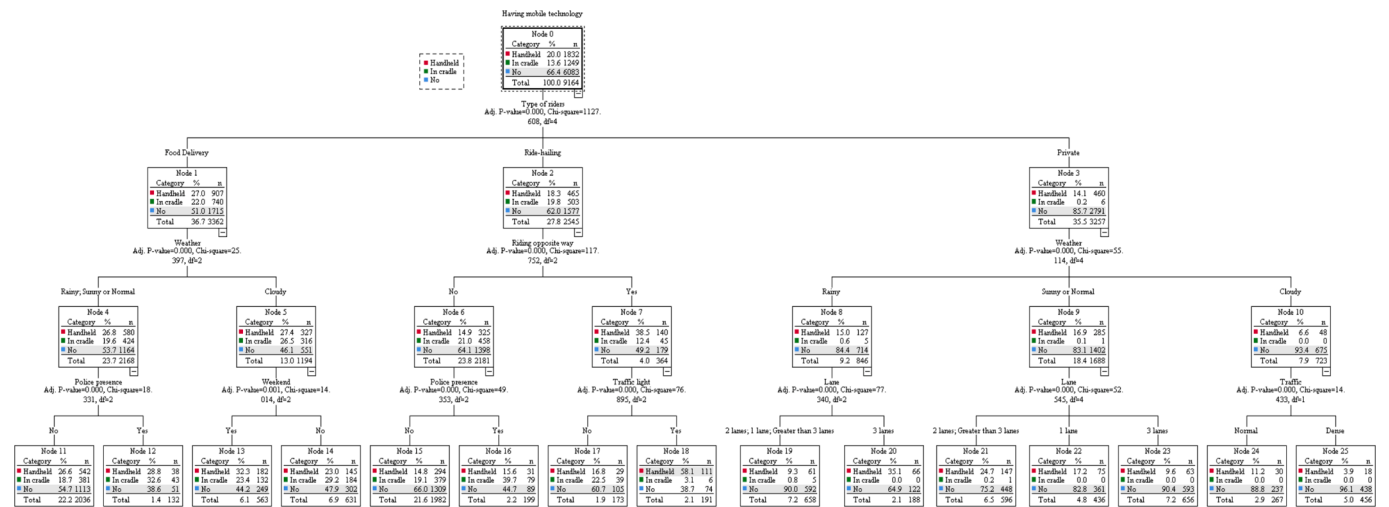 Having mobile technology
Node 0
Category % n
Handheld 20.0 1832
In cradle 13.6 1249
No 66.4 6083
Total 100.0 9164
Handheld
In cradle
No
Type of riders
Adj. P-value=0.000, Chi-square=1127.
608, df=4
Food Delivery
Ride-hailing
Private
Node 1
Category % n
Handheld 27.0 907
In cradle 22.0 740
No 51.0 1715
Total 36.7 3362
Node 2
Category % n
Handheld 18.3 465
In cradle 19.8 503
No 62.0 1577
Total 27.8 2545
Node 3
Category % n
Handheld 14.1 460
In cradle 0.2 6
No 85.7 2791
Total 35.5 3257
Weather
Adj. P-value=0.000, Chi-square=25.
397, df=2
Riding opposite way
Adj. P-value=0.000, Chi-square=117.
752, df=2
Weather
Adj. P-value=0.000, Chi-square=55.
114, df=4
Rainy; Sunny or Normal
Cloudy
No
Yes
Rainy
Sunny or Normal
Cloudy
Node 4
Category % n
Handheld 26.8 580
In cradle 19.6 424
No 53.7 1164
Total 23.7 2168
Node 5
Category % n
Handheld 27.4 327
In cradle 26.5 316
No 46.1 551
Total 13.0 1194
Node 6
Category % n
Handheld 14.9 325
In cradle 21.0 458
No 64.1 1398
Total 23.8 2181
Node 7
Category % n
Handheld 38.5 140
In cradle 12.4 45
No 49.2 179
Total 4.0 364
Node 8
Category % n
Handheld 15.0 127
In cradle 0.6 5
No 84.4 714
Total 9.2 846
Node 9
Category % n
Handheld 16.9 285
In cradle 0.1 1
No 83.1 1402
Total 18.4 1688
Node 10
Category % n
Handheld 6.6 48
In cradle 0.0 0
No 93.4 675
Total 7.9 723
Police presence
Adj. P-value=0.000, Chi-square=18.
331, df=2
Weekend
Adj. P-value=0.001, Chi-square=14.
014, df=2
Police presence
Adj. P-value=0.000, Chi-square=49.
353, df=2
Traffic light
Adj. P-value=0.000, Chi-square=76.
895, df=2
Lane
Adj. P-value=0.000, Chi-square=77.
340, df=2
Lane
Adj. P-value=0.000, Chi-square=52.
545, df=4
Traffic
Adj. P-value=0.000, Chi-square=14.
433, df=1
No
Yes
Yes
No
No
Yes
No
Yes
2 lanes; 1 lane; Greater than 3 lanes
3 lanes
2 lanes; Greater than 3 lanes
1 lane
3 lanes
Normal
Dense
Node 11
Category % n
Handheld 26.6 542
In cradle 18.7 381
No 54.7 1113
Total 22.2 2036
Node 12
Category % n
Handheld 28.8 38
In cradle 32.6 43
No 38.6 51
Total 1.4 132
Node 13
Category % n
Handheld 32.3 182
In cradle 23.4 132
No 44.2 249
Total 6.1 563
Node 14
Category % n
Handheld 23.0 145
In cradle 29.2 184
No 47.9 302
Total 6.9 631
Node 15
Category % n
Handheld 14.8 294
In cradle 19.1 379
No 66.0 1309
Total 21.6 1982
Node 16
Category % n
Handheld 15.6 31
In cradle 39.7 79
No 44.7 89
Total 2.2 199
Node 17
Category % n
Handheld 16.8 29
In cradle 22.5 39
No 60.7 105
Total 1.9 173
Node 18
Category % n
Handheld 58.1 111
In cradle 3.1 6
No 38.7 74
Total 2.1 191
Node 19
Category % n
Handheld 9.3 61
In cradle 0.8 5
No 90.0 592
Total 7.2 658
Node 20
Category % n
Handheld 35.1 66
In cradle 0.0 0
No 64.9 122
Total 2.1 188
Node 21
Category % n
Handheld 24.7 147
In cradle 0.2 1
No 75.2 448
Total 6.5 596
Node 22
Category % n
Handheld 17.2 75
In cradle 0.0 0
No 82.8 361
Total 4.8 436
Node 23
Category % n
Handheld 9.6 63
In cradle 0.0 0
No 90.4 593
Total 7.2 656
Node 24
Category % n
Handheld 11.2 30
In cradle 0.0 0
No 88.8 237
Total 2.9 267
Node 25
Category % n
Handheld 3.9 18
In cradle 0.0 0
No 96.1 438
Total 5.0 456